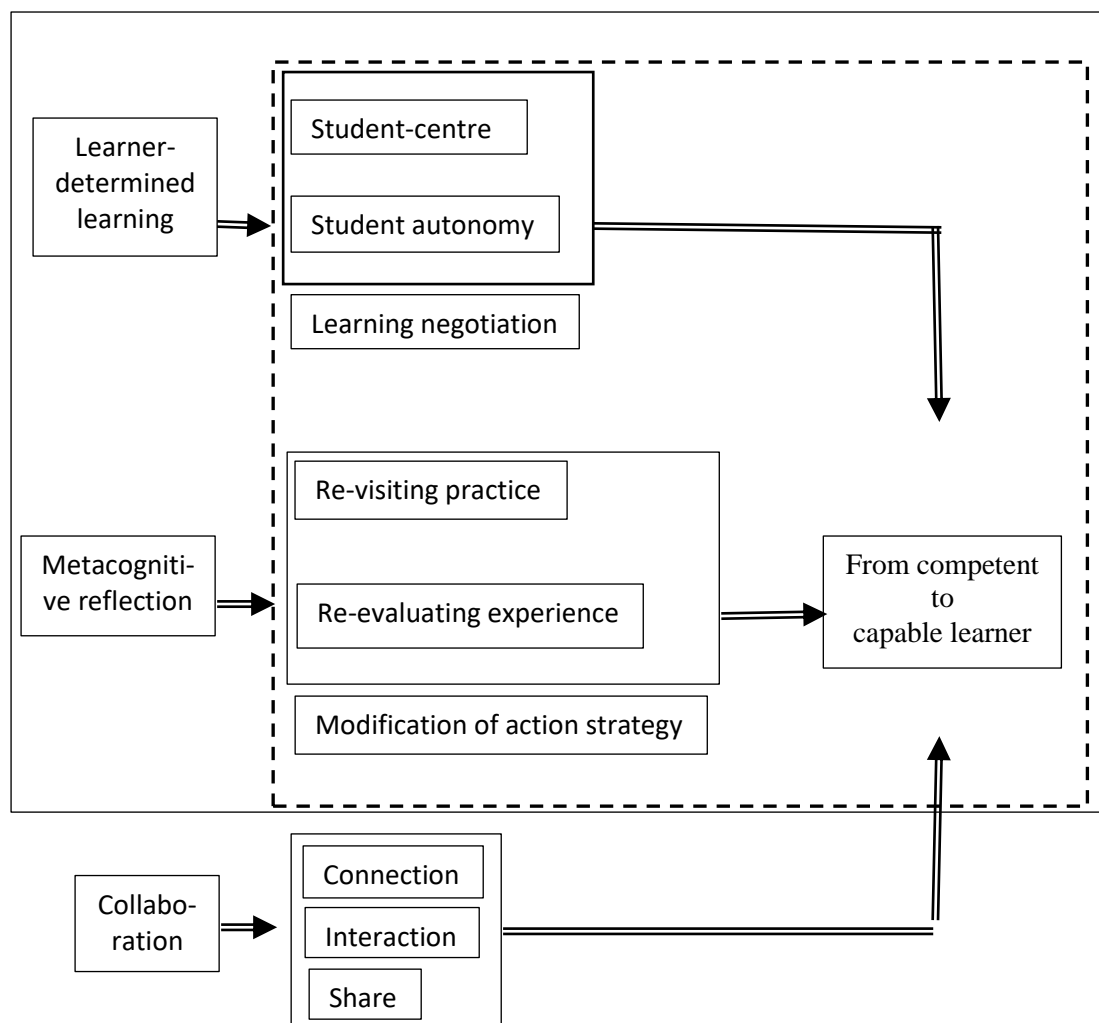 Student-centre
Learner-
determined
learning
Student autonomy
Learning negotiation
Re-visiting practice
Metacogniti-
ve reflection
Re-evaluating experience
From competent
to
capable learner
Modification of action strategy
Connection
Collabo-
ration
Interaction
Share